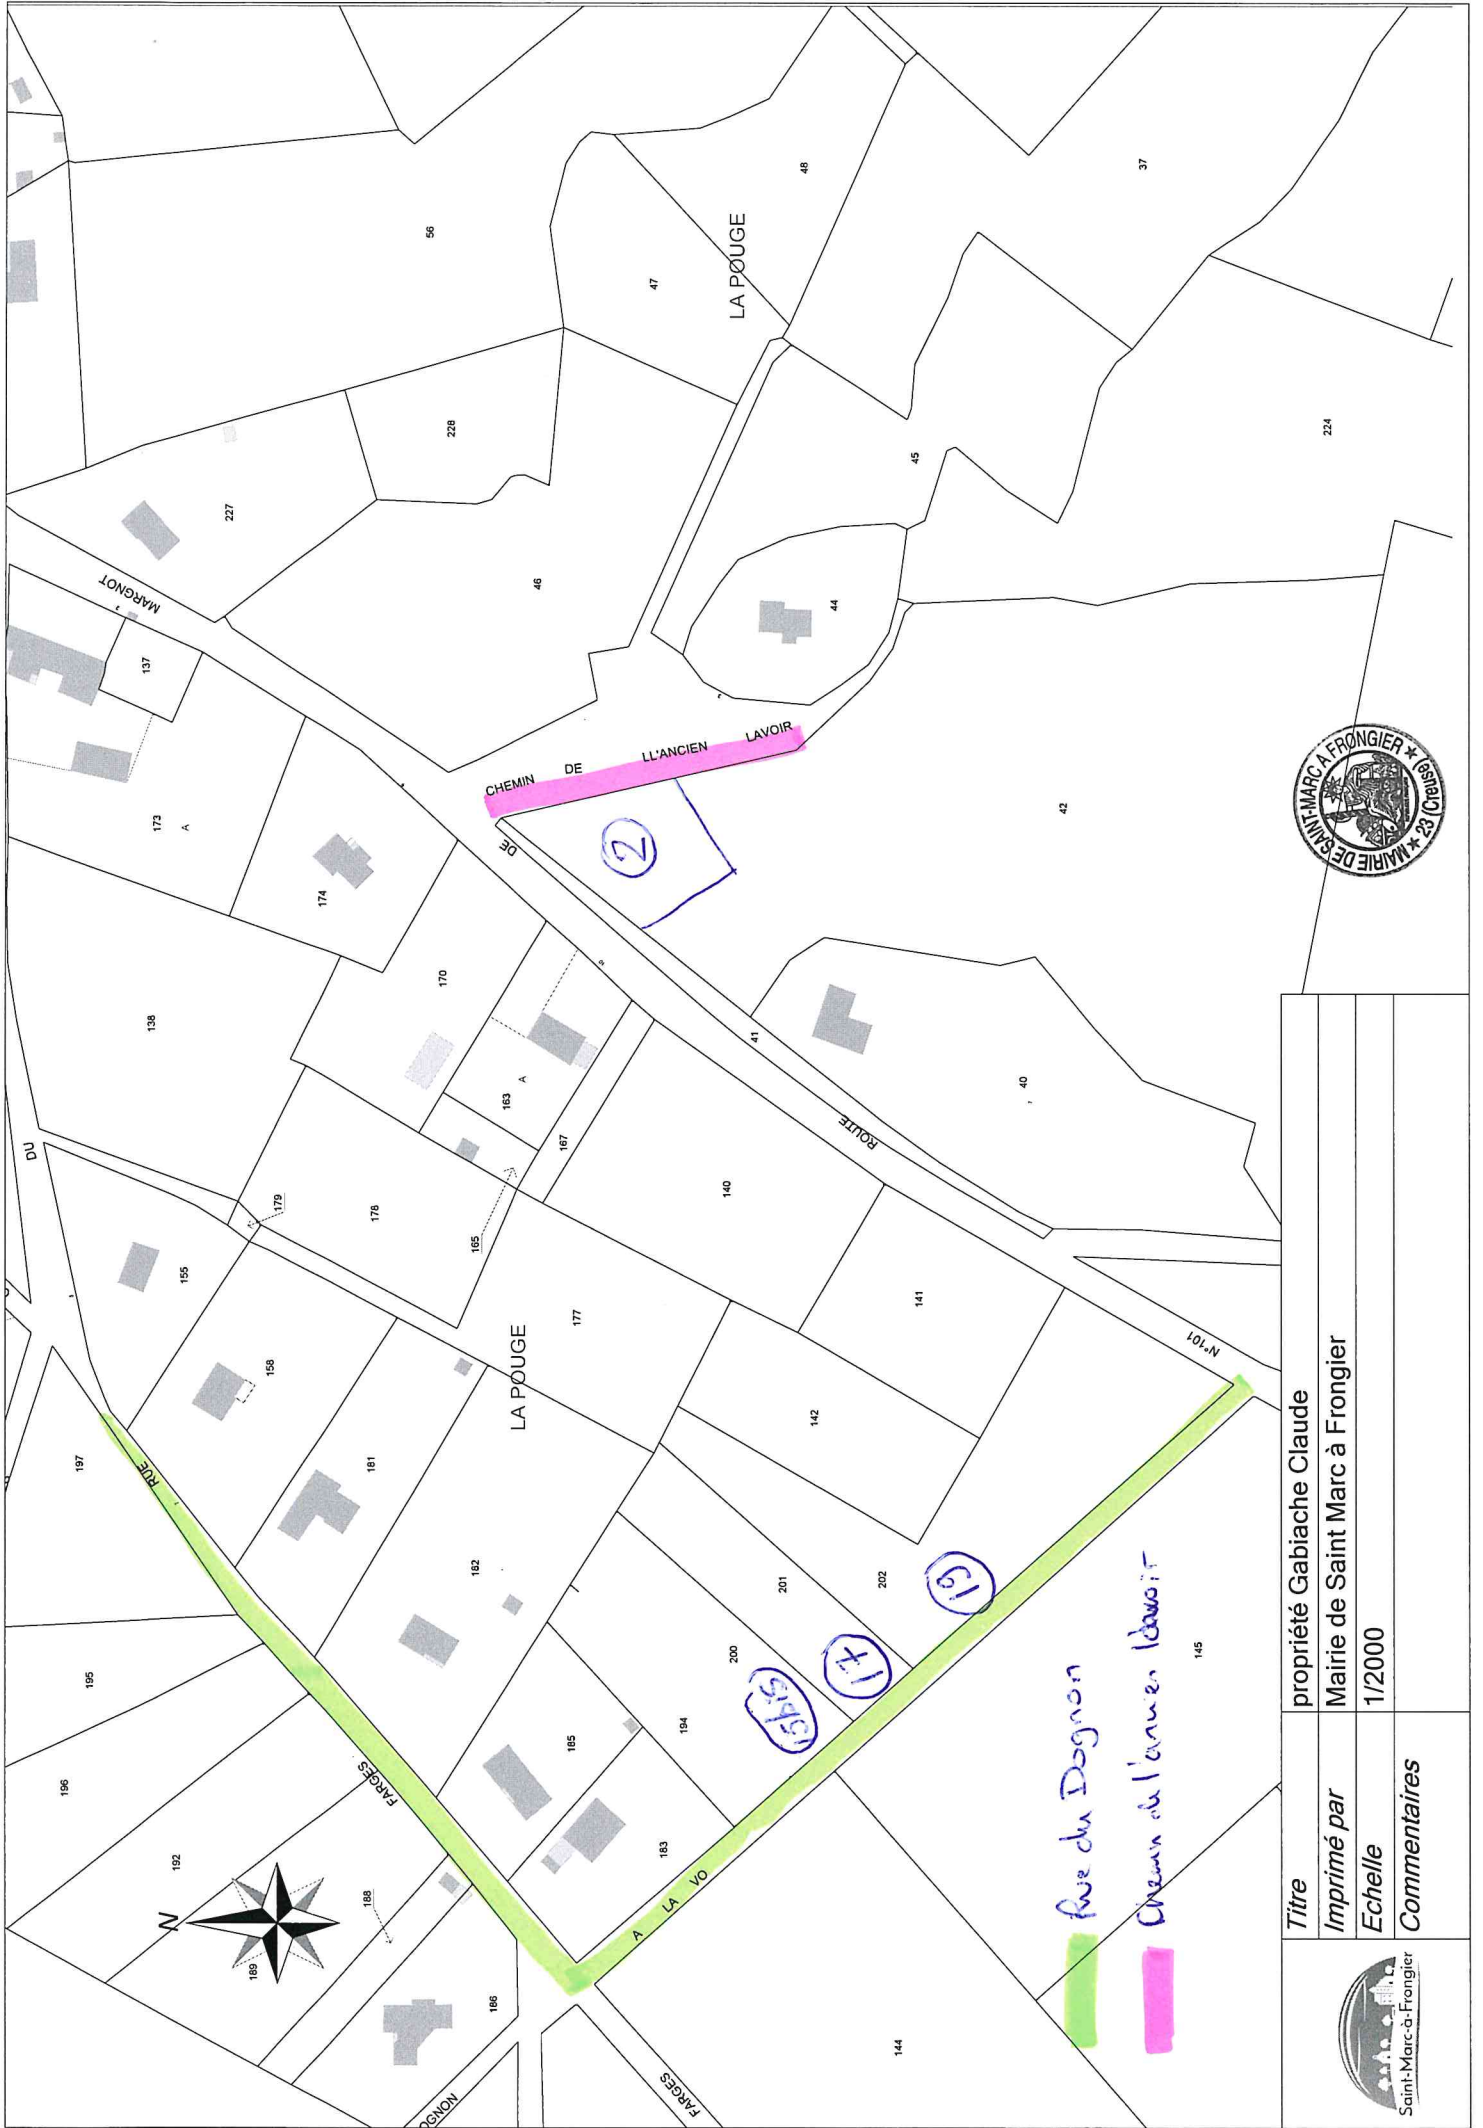 56
48
37
47
LA POUGE
228
227
45
224
46
44
MARGNOT
137
173
A
174
CHEMIN DE LL'ANCIEN LAVOIR
DE
2
42
138
170
163
A
167
41
40
ROUTE
DU
179
178
165
140
155
158
177
141
LA POUGE
N°101
197
RUE
181
142
182
201
202
19
195
200
17
15bis
145
196
FARGES
185
194
192
183
188
A LA VO
N
189
186
144
OGNON
FARGES
Rue du Dognon
Chemin de l'ancien lavoir
MAIRIE DE SAINT-MARC A FRONGIER * 23 (Creuse) *
Titre
propriété Gabiache Claude
Imprimé par
Mairie de Saint Marc à Frongier
Echelle
1/2000
Commentaires
Saint-Marc-à-Frongier